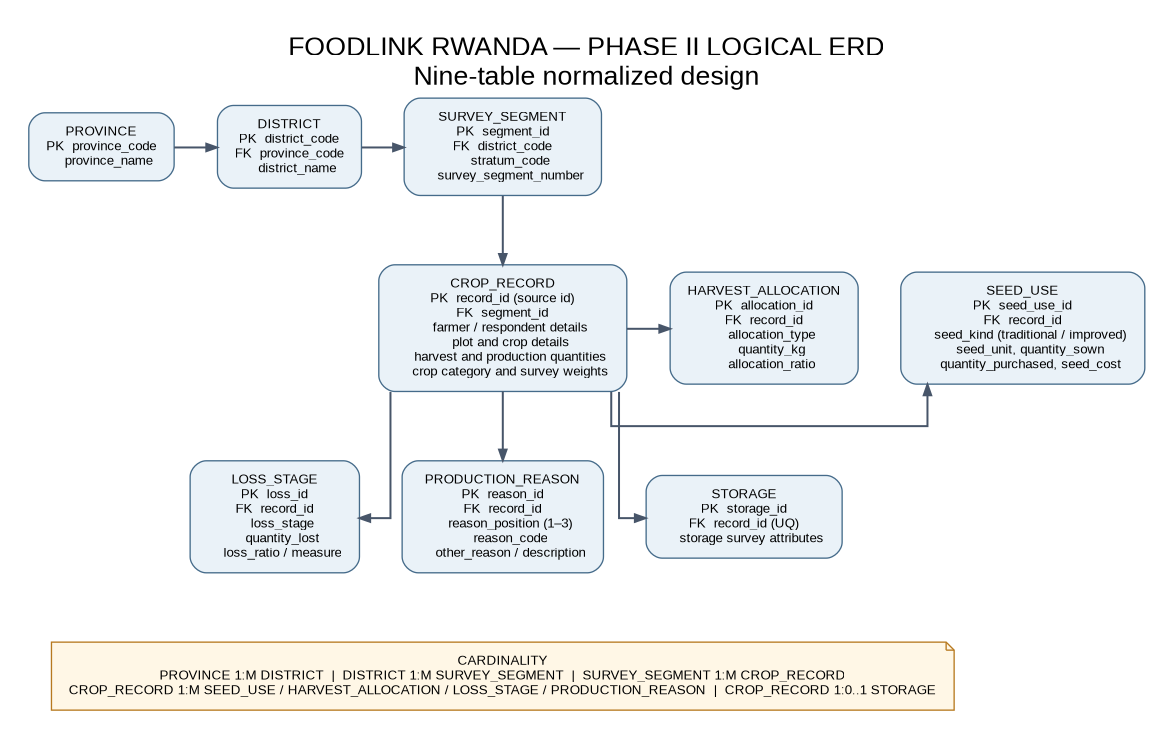 FOODLINK RWANDA — PHASE II LOGICAL ERD
Nine-table normalized design
PROVINCE
PK province_code
province_name
DISTRICT
PK district_code
FK province_code
district_name
SURVEY_SEGMENT
PK segment_id
FK district_code
stratum_code
survey_segment_number
CROP_RECORD
PK record_id (source id)
FK segment_id
farmer / respondent details
plot and crop details
harvest and production quantities
crop category and survey weights
HARVEST_ALLOCATION
PK allocation_id
FK record_id
allocation_type
quantity_kg
allocation_ratio
SEED_USE
PK seed_use_id
FK record_id
seed_kind (traditional / improved)
seed_unit, quantity_sown
quantity_purchased, seed_cost
LOSS_STAGE
PK loss_id
FK record_id
loss_stage
quantity_lost
loss_ratio / measure
PRODUCTION_REASON
PK reason_id
FK record_id
reason_position (1–3)
reason_code
other_reason / description
STORAGE
PK storage_id
FK record_id (UQ)
storage survey attributes
CARDINALITY
PROVINCE 1:M DISTRICT | DISTRICT 1:M SURVEY_SEGMENT | SURVEY_SEGMENT 1:M CROP_RECORD
CROP_RECORD 1:M SEED_USE / HARVEST_ALLOCATION / LOSS_STAGE / PRODUCTION_REASON | CROP_RECORD 1:0..1 STORAGE